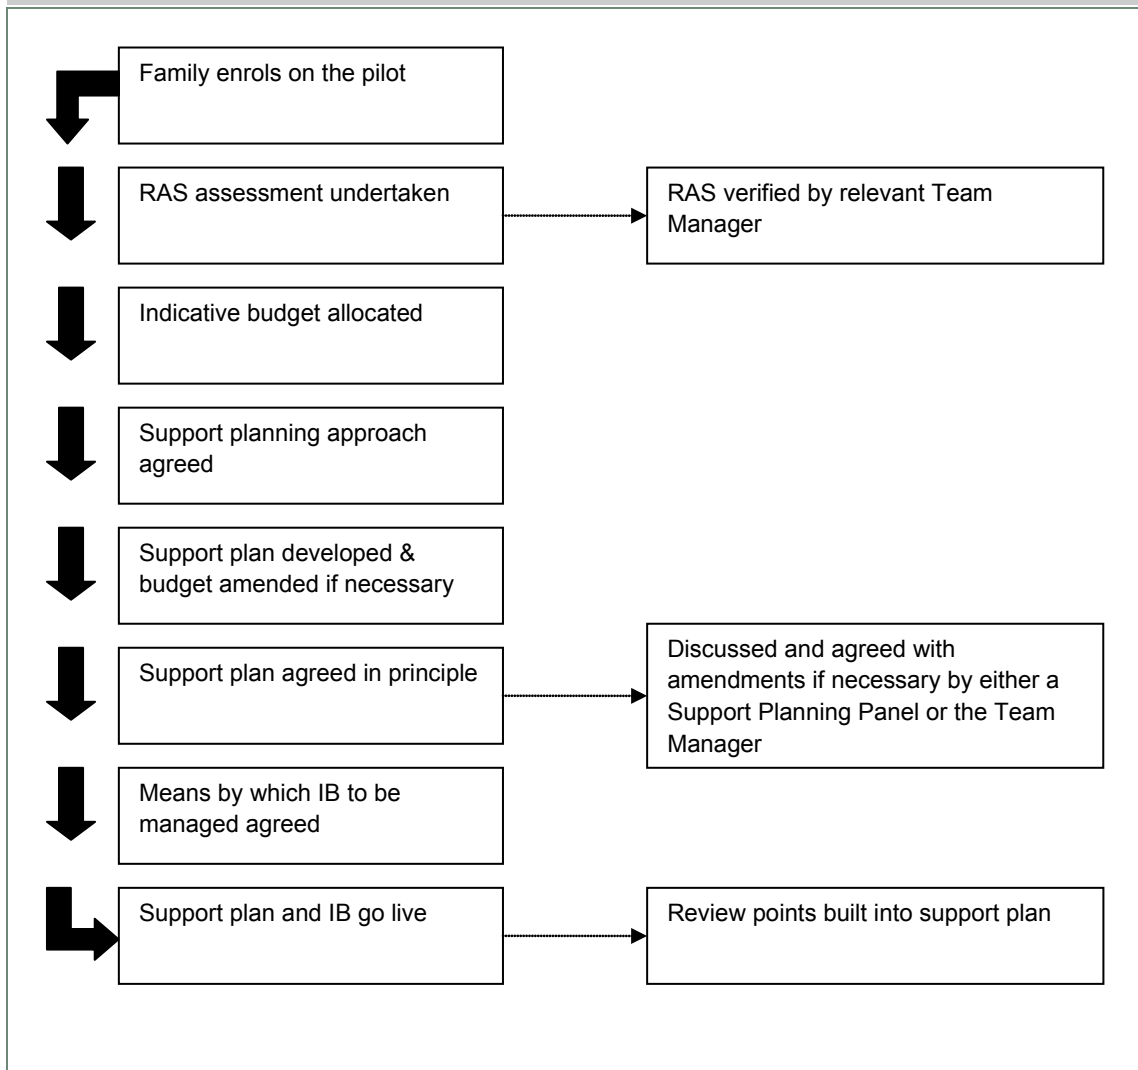 Family enrols on the pilot
RAS assessment undertaken
RAS verified by relevant Team
Manager
Indicative budget allocated
Support planning approach
agreed
Support plan developed &
budget amended if necessary
Support plan agreed in principle
Discussed and agreed with
amendments if necessary by either a
Support Planning Panel or the Team
Manager
Means by which IB to be
managed agreed
Support plan and IB go live
Review points built into support plan